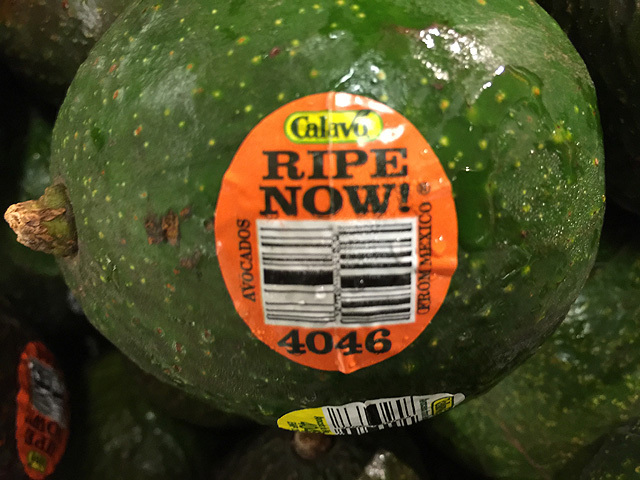 Calavo
RIPE
NOW!
AVOCADOS
FROM MEXICO ®
4046